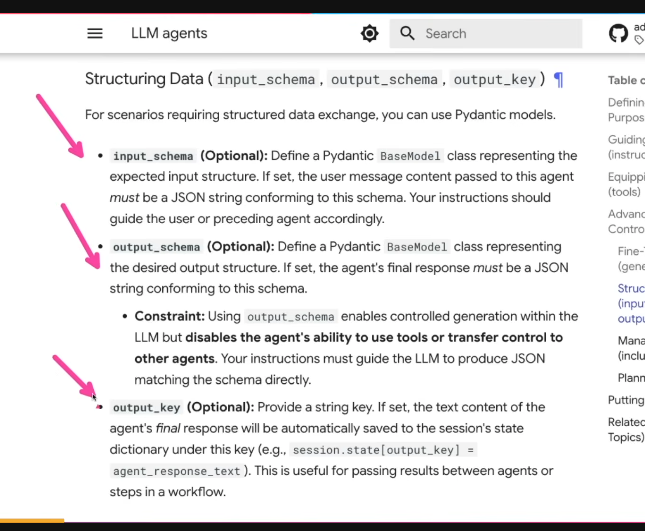 LLM agents
Search
ad
Structuring Data ( input_schema , output_schema , output_key ) ¶
For scenarios requiring structured data exchange, you can use Pydantic models.
• input_schema (Optional): Define a Pydantic BaseModel class representing the
expected input structure. If set, the user message content passed to this agent
must be a JSON string conforming to this schema. Your instructions should
guide the user or preceding agent accordingly.
• output_schema (Optional): Define a Pydantic BaseModel class representing
the desired output structure. If set, the agent's final response must be a JSON
string conforming to this schema.
• Constraint: Using output_schema enables controlled generation within the
LLM but disables the agent's ability to use tools or transfer control to
other agents. Your instructions must guide the LLM to produce JSON
matching the schema directly.
• output_key (Optional): Provide a string key. If set, the text content of the
agent's final response will be automatically saved to the session's state
dictionary under this key (e.g., session.state[output_key] =
agent_response_text ). This is useful for passing results between agents or
steps in a workflow.
Table o
Definin
Purpos
Guiding
(instruc
Equippi
(tools)
Advanc
Contro
Fine-
(gene
Struc
(inpu
outpu
Mana
(inclu
Plann
Putting
Related
Topics)